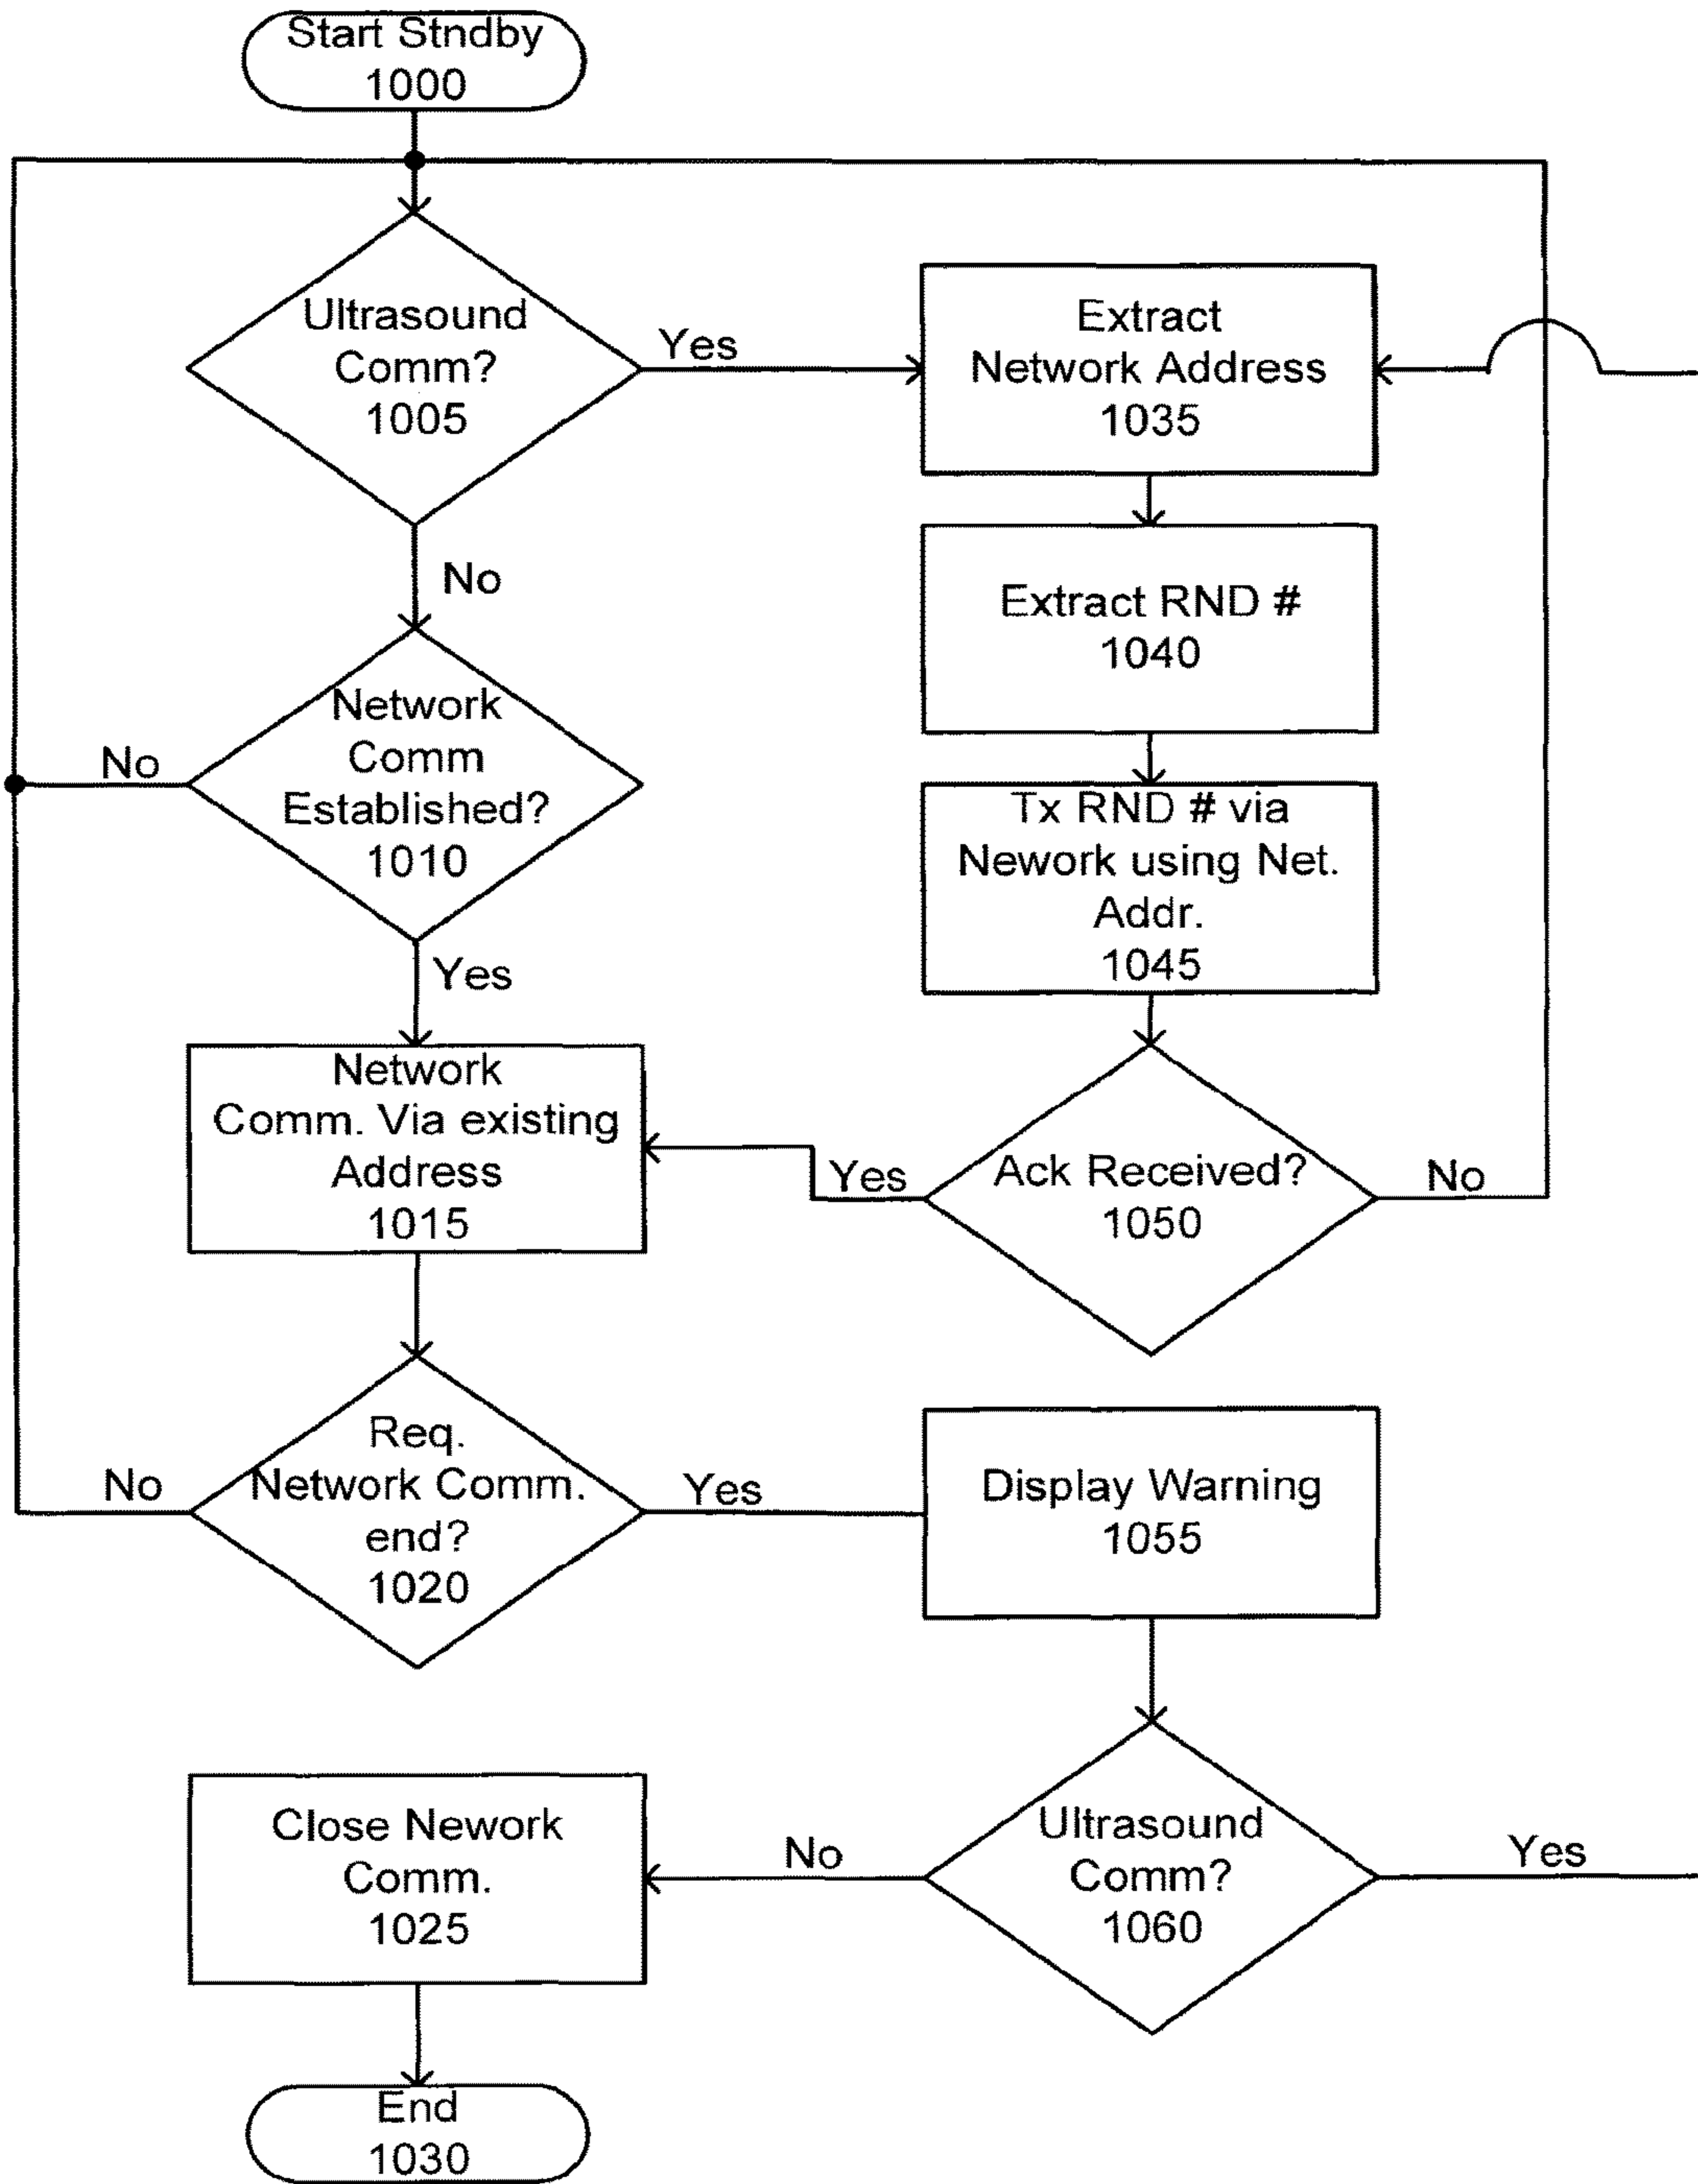 Start Stndby
1000
Ultrasound
Comm?
1005
Yes
No
Extract
Network Address
1035
Extract RND #
1040
Network
Comm
Established?
1010
No
Yes
Tx RND # via
Nework using Net.
Addr.
1045
Network
Comm. Via existing
Address
1015
Yes
Ack Received?
1050
No
Req.
Network Comm.
end?
1020
No
Yes
Display Warning
1055
Ultrasound
Comm?
1060
No
Yes
Close Nework
Comm.
1025
End
1030